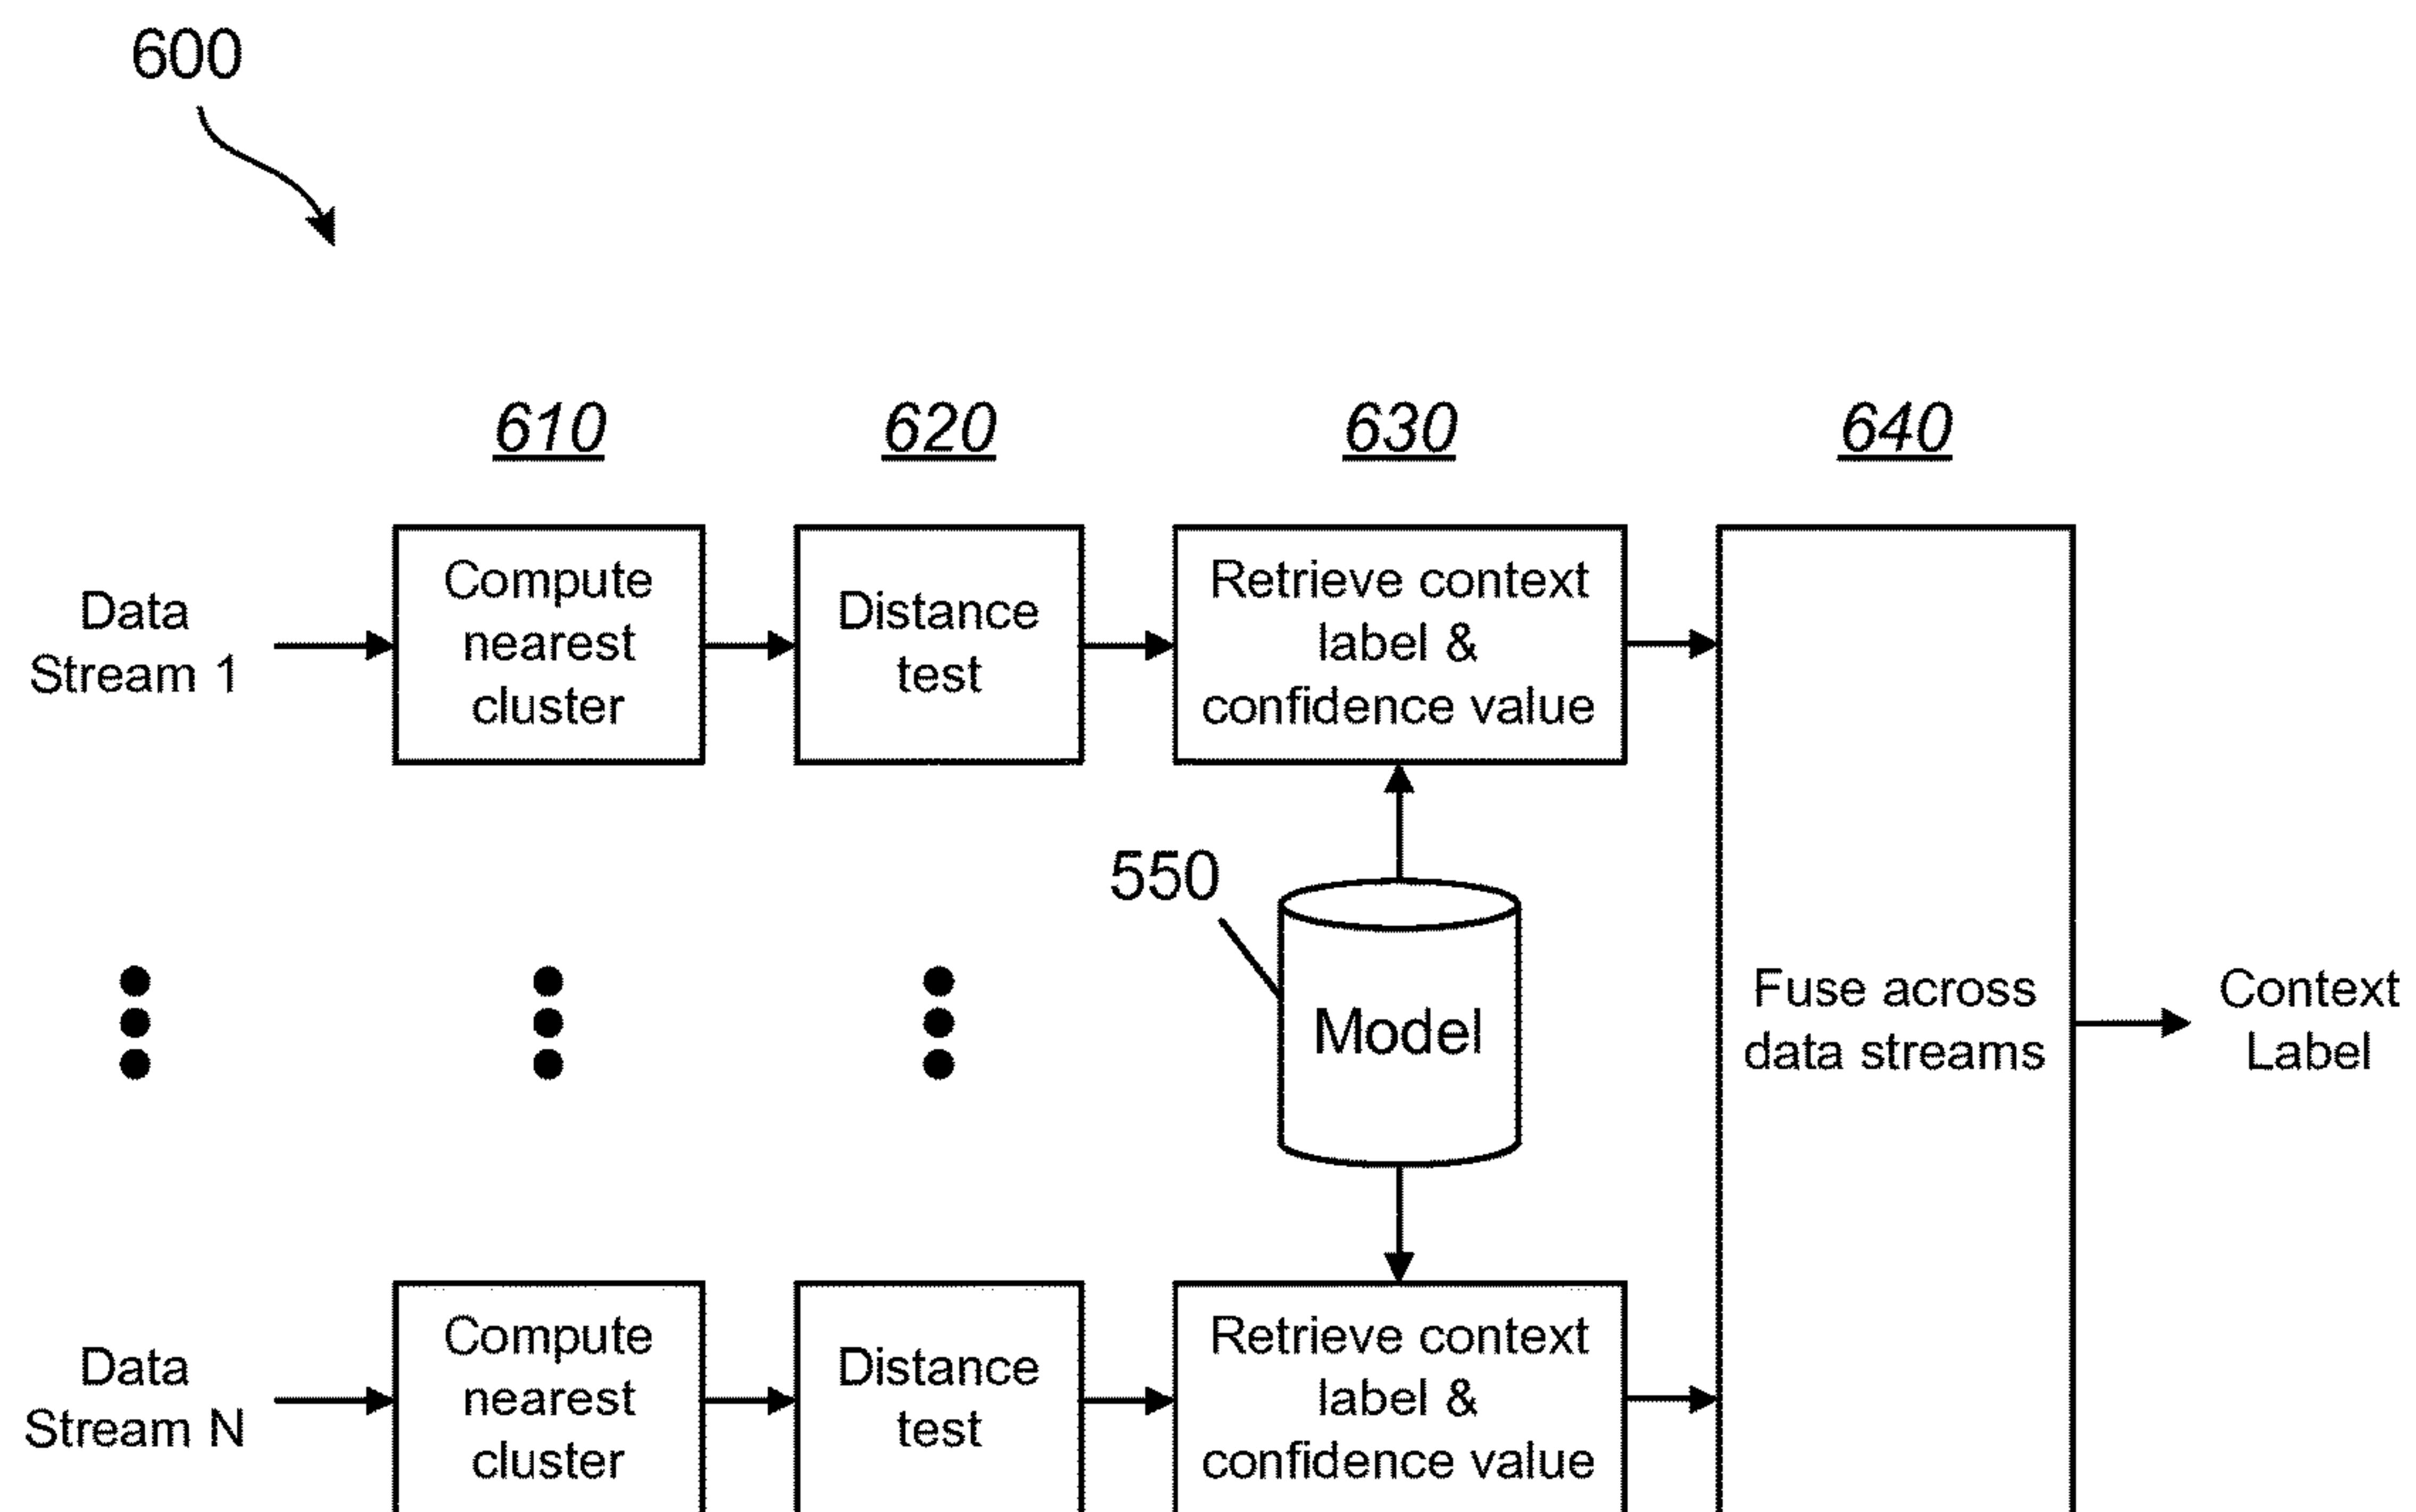 600
610
620
630
640
Data
Stream 1
Compute
nearest
cluster
Distance
test
Retrieve context
label &
confidence value
550
Model
Fuse across
data streams
Context
Label
Data
Stream N
Compute
nearest
cluster
Distance
test
Retrieve context
label &
confidence value